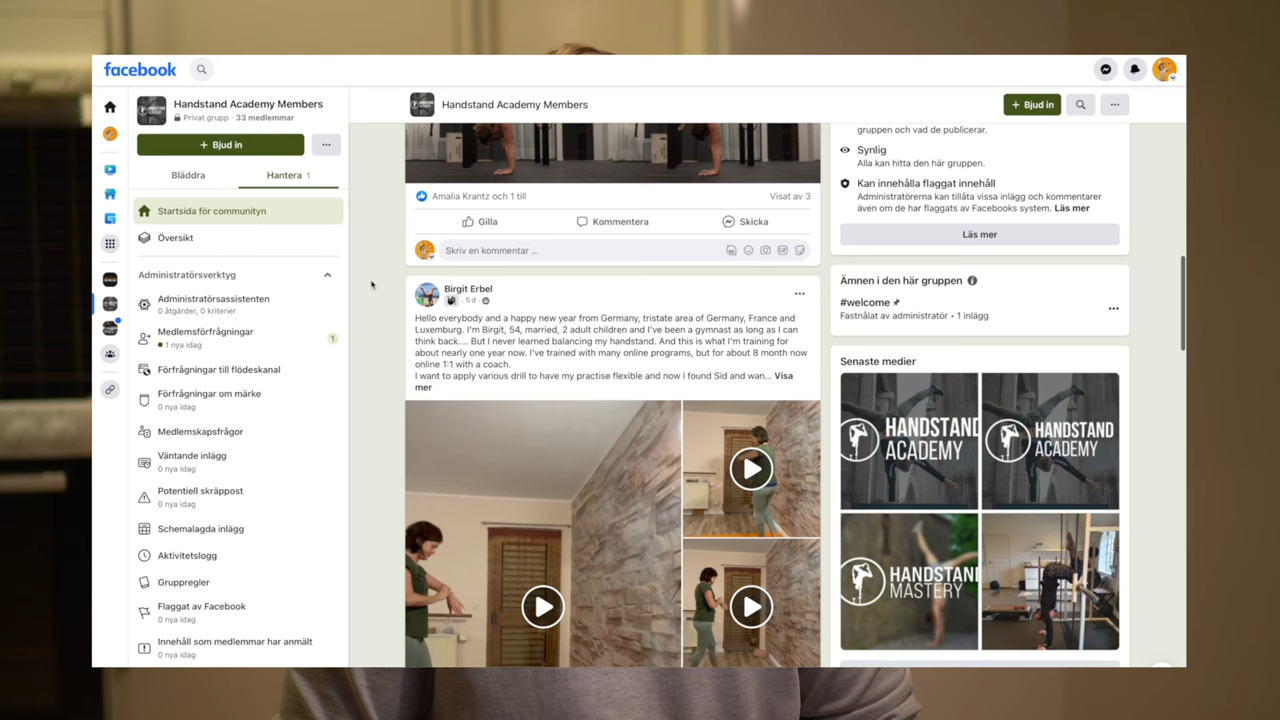 facebook
Handstand Academy Members
Privat grupp · 33 medlemmar
+ Bjud in
Bläddra
Hantera 1
Startsida för communityn
Översikt
Administratörsverktyg
Administratörsassistenten
0 åtgärder, 0 kriterier
Medlemsförfrågningar
1 nya idag
1
Förfrågningar till flödeskanal
Förfrågningar om märke
0 nya idag
Medlemskapsfrågor
Väntande inlägg
0 nya idag
Potentiell skräppost
0 nya idag
Schemalagda inlägg
Aktivitetslogg
Gruppregler
Flaggat av Facebook
0 nya idag
Innehåll som medlemmar har anmält
0 nya idag
Handstand Academy Members
+ Bjud in
Amalia Krantz och 1 till
Visat av 3
Gilla
Kommentera
Skicka
Skriv en kommentar ...
Birgit Erbel
· 5 d ·
Hello everybody and a happy new year from Germany, tristate area of Germany, France and
Luxemburg. I'm Birgit, 54, married, 2 adult children and I've been a gymnast as long as I can
think back.... But I never learned balancing my handstand. And this is what I'm training for
about nearly one year now. I've trained with many online programs, but for about 8 month now
online 1:1 with a coach.
I want to apply various drill to have my practise flexible and now I found Sid and wan... Visa
mer
gruppen och vad de publicerar.
Synlig
Alla kan hitta den här gruppen.
Kan innehålla flaggat innehåll
Administratörerna kan tillåta vissa inlägg och kommentarer
även om de har flaggats av Facebooks system. Läs mer
Läs mer
Ämnen i den här gruppen
#welcome
Fastnålat av administratör · 1 inlägg
Senaste medier
HANDSTAND
ACADEMY
HANDSTAND
ACADEMY
HANDSTAND
MASTERY